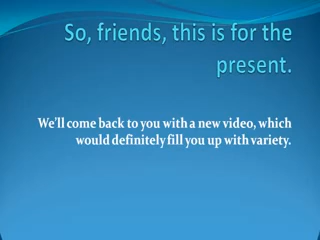 So, friends, this is for the
present.
We'll come back to you with a new video, which
would definitely fill you up with variety.